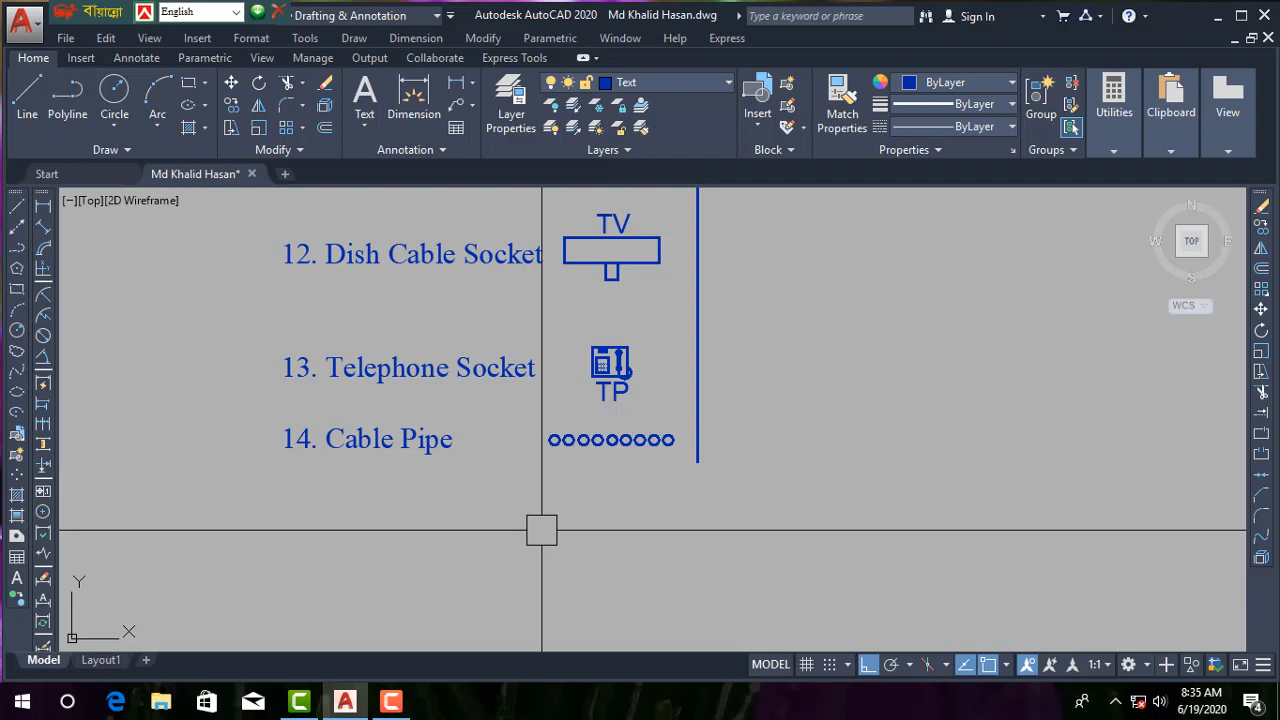 বায়ান্নো English Drafting & Annotation Autodesk AutoCAD 2020 Md Khalid Hasan.dwg Type a keyword or phrase Sign In
File Edit View Insert Format Tools Draw Dimension Modify Parametric Window Help Express
Home Insert Annotate Parametric View Manage Output Collaborate Express Tools
Text ByLayer
ByLayer
ByLayer
Line Polyline Circle Arc Text Dimension Layer Properties Insert Match Properties Group Utilities Clipboard View
Draw Modify Annotation Layers Block Properties Groups
Start Md Khalid Hasan*
[−][Top][2D Wireframe]
N
W TOP E
S
WCS
TV
12. Dish Cable Socket
13. Telephone Socket
TP
14. Cable Pipe
Y
X
Model Layout1 MODEL 1:1
8:35 AM
6/19/2020
4